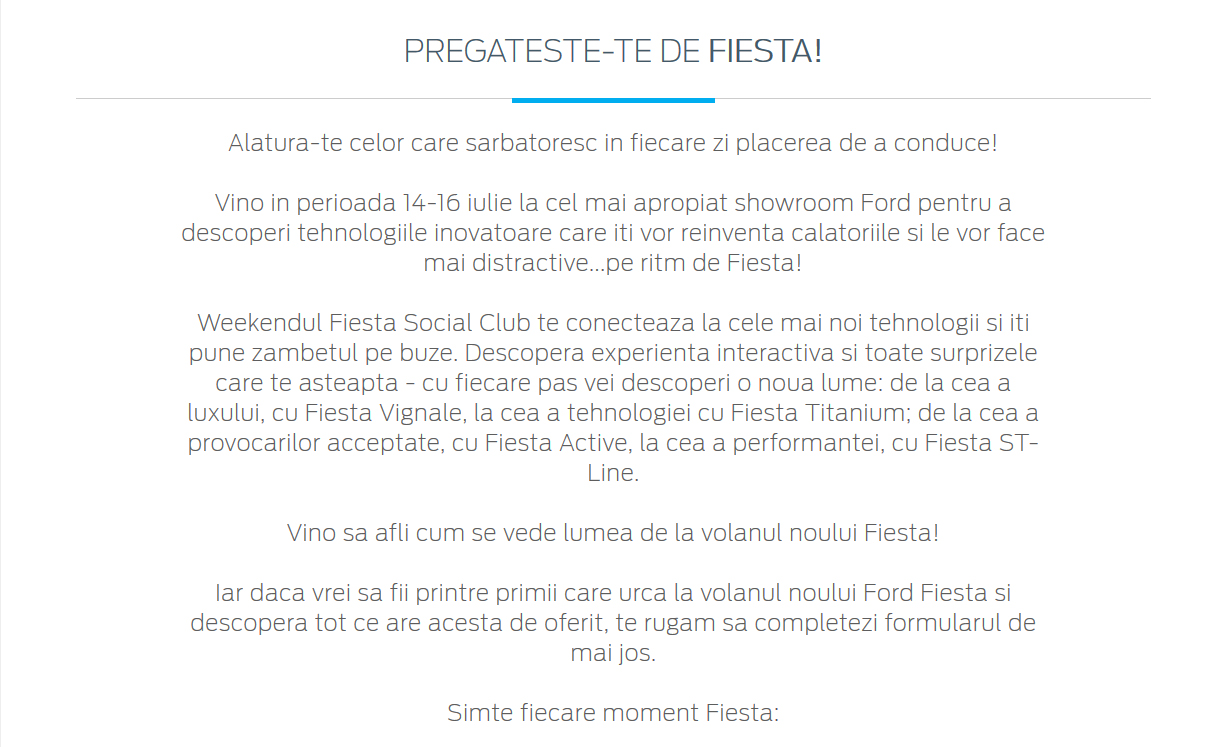 PREGATESTE-TE DE FIESTA!
Alatura-te celor care sarbatoresc in fiecare zi placerea de a conduce!
Vino in perioada 14-16 iulie la cel mai apropiat showroom Ford pentru a
descoperi tehnologiile inovatoare care iti vor reinventa calatoriile si le vor face
mai distractive...pe ritm de Fiesta!
Weekendul Fiesta Social Club te conecteaza la cele mai noi tehnologii si iti
pune zambetul pe buze. Descopera experienta interactiva si toate surprizele
care te asteapta - cu fiecare pas vei descoperi o noua lume: de la cea a
luxului, cu Fiesta Vignale, la cea a tehnologiei cu Fiesta Titanium; de la cea a
provocarilor acceptate, cu Fiesta Active, la cea a performantei, cu Fiesta ST-
Line.
Vino sa afli cum se vede lumea de la volanul noului Fiesta!
Iar daca vrei sa fii printre primii care urca la volanul noului Ford Fiesta si
descopera tot ce are acesta de oferit, te rugam sa completezi formularul de
mai jos.
Simte fiecare moment Fiesta: